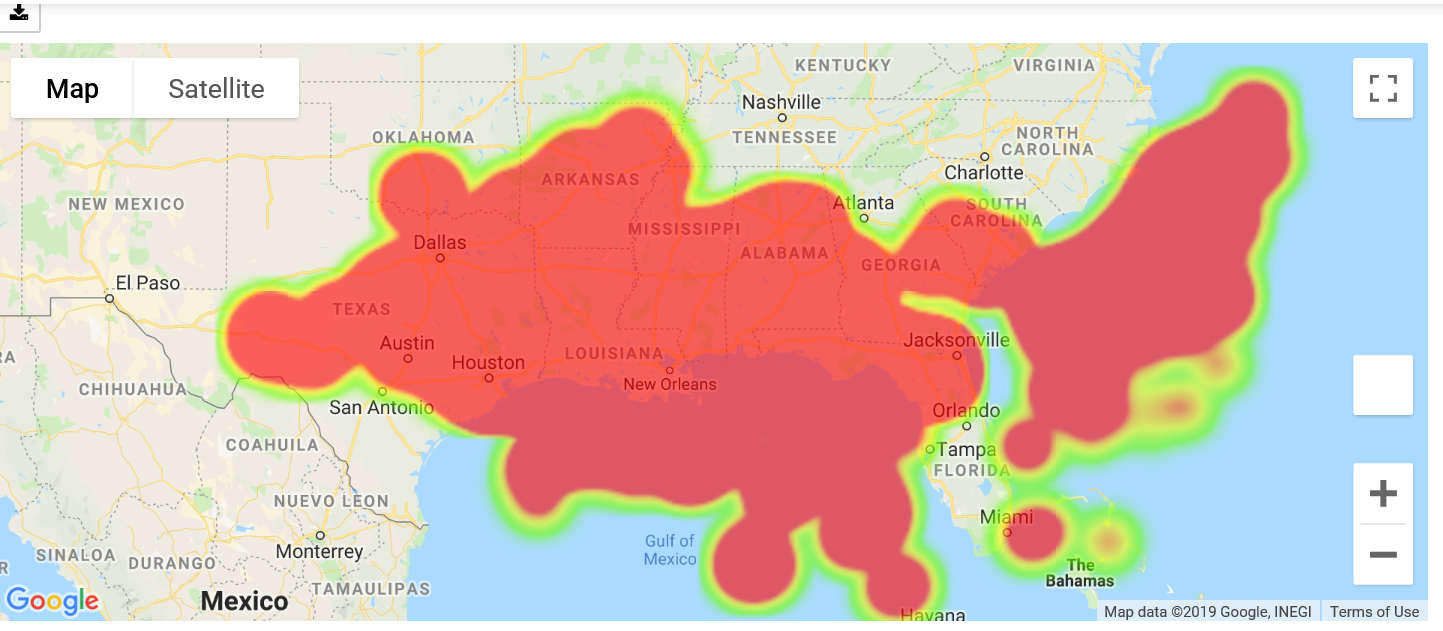 Map
Satellite
KENTUCKY
VIRGINIA
Nashville
OKLAHOMA
TENNESSEE
NORTH
CAROLINA
Charlotte
ARKANSAS
NEW MEXICO
Atlanta
SOUTH
CAROLINA
MISSISSIPPI
Dallas
ALABAMA
GEORGIA
El Paso
TEXAS
Austin
Jacksonville
LOUISIANA
Houston
New Orleans
CHIHUAHUA
San Antonio
Orlando
COAHUILA
Tampa
FLORIDA
NUEVO LEON
Miami
Gulf of
Mexico
Monterrey
SINALOA
DURANGO
The
Bahamas
TAMAULIPAS
Google
Mexico
Havana
Map data ©2019 Google, INEGI
Terms of Use